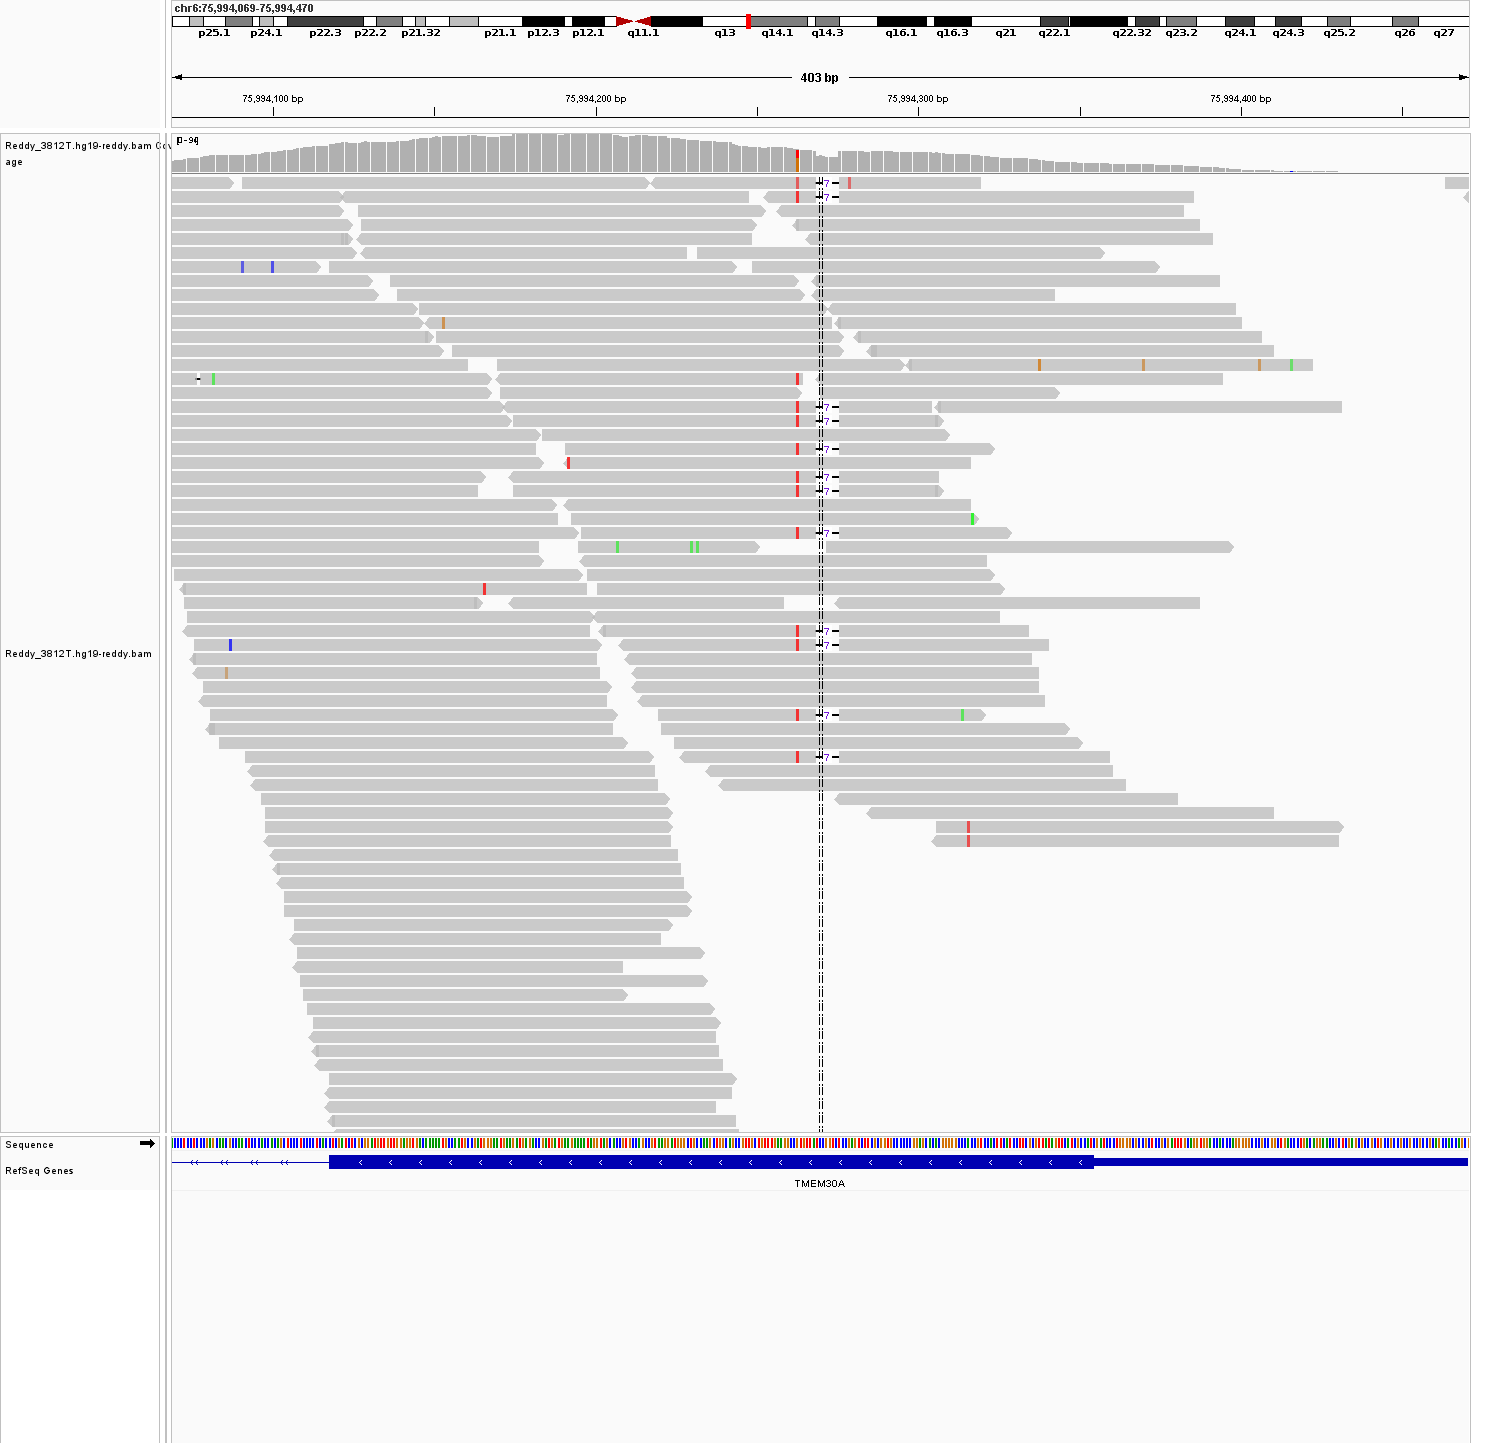 chr6:75,994,069-75,994,470
p25.1 p24.1 p22.3 p22.2 p21.32 p21.1 p12.3 p12.1 q11.1 q13 q14.1 q14.3 q16.1 q16.3 q21 q22.1 q22.32 q23.2 q24.1 q24.3 q25.2 q26 q27
403 bp
75,994,100 bp 75,994,200 bp 75,994,300 bp 75,994,400 bp
[0-94]
Reddy_3812T.hg19-reddy.bam Cov
age
7
7
7
7
7
7
7
7
7
7
7
7
Reddy_3812T.hg19-reddy.bam
Sequence
RefSeq Genes
TMEM30A